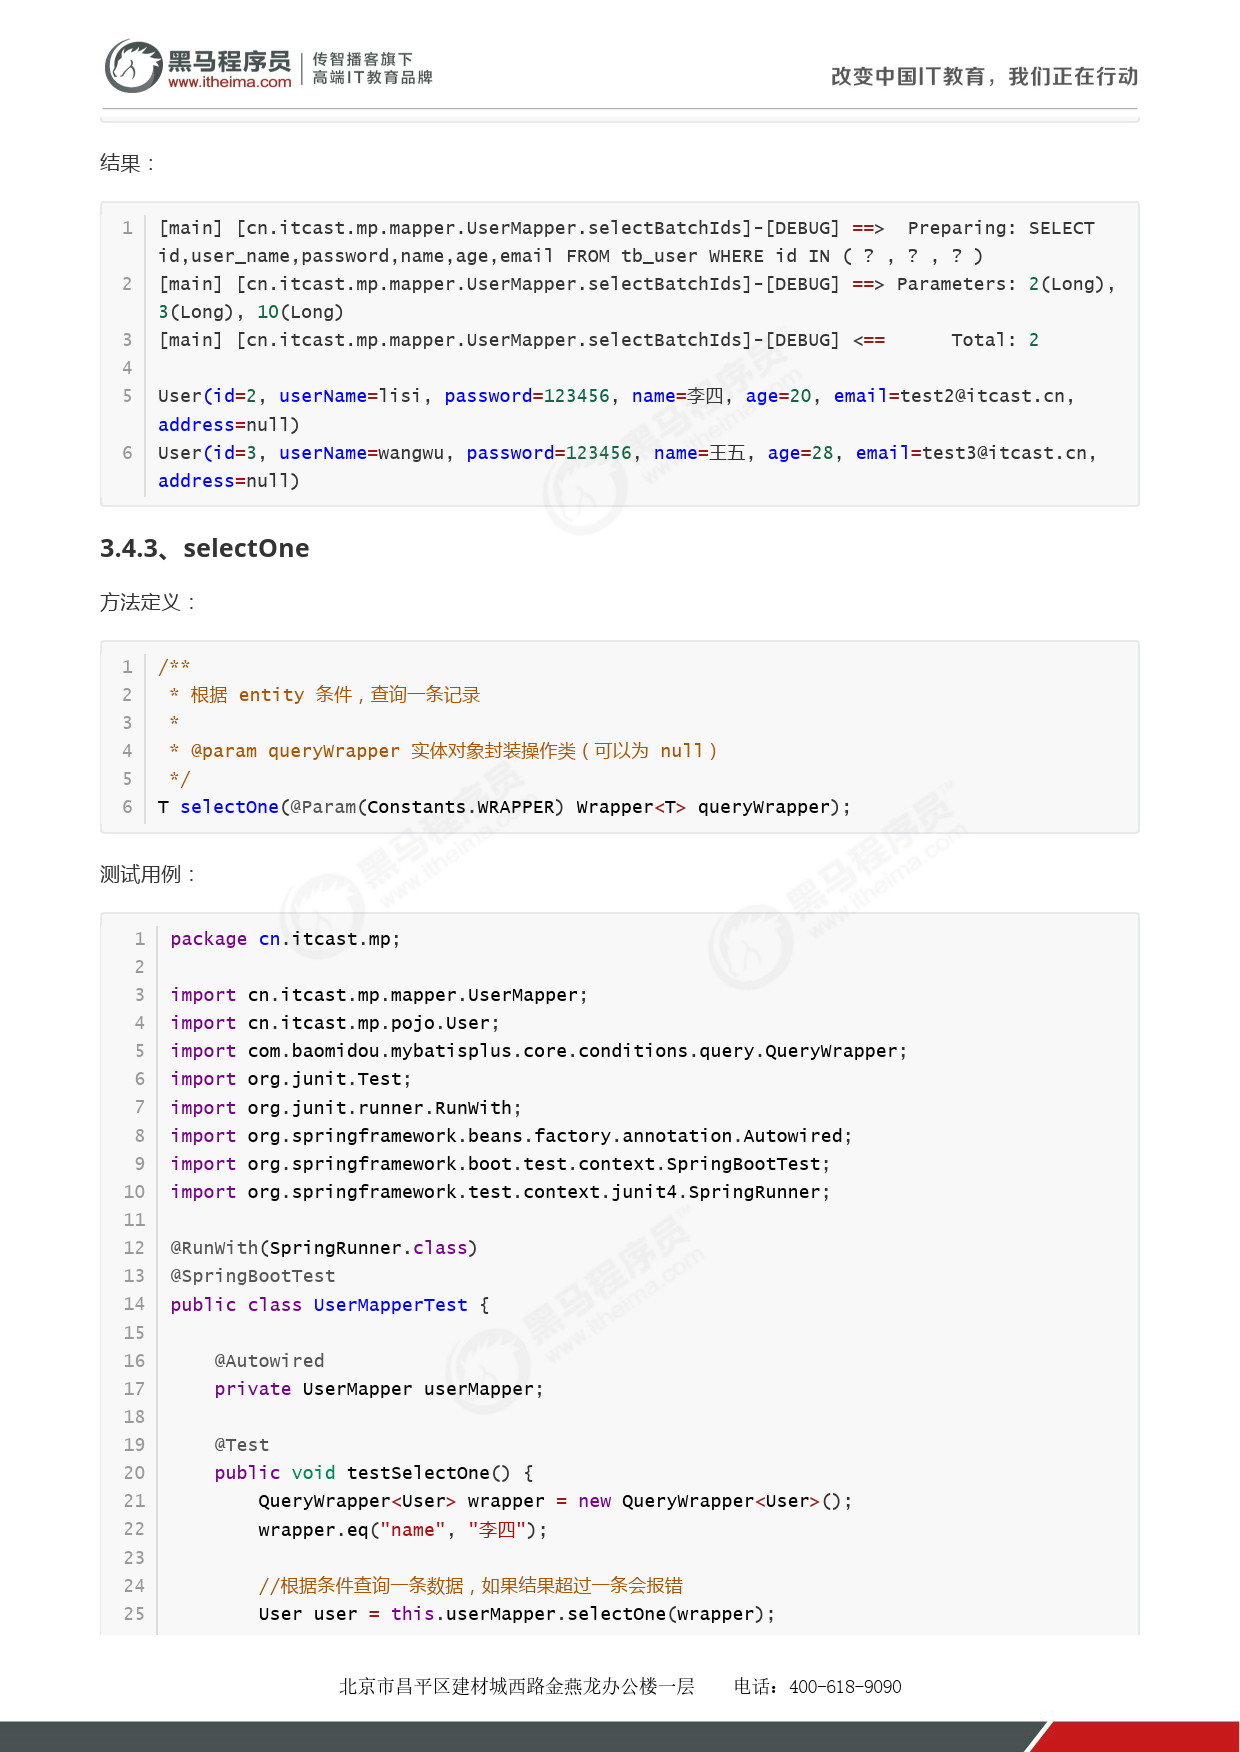 黑马程序员
www.itheima.com
传智播客旗下
高端IT教育品牌
改变中国IT教育，我们正在行动
结果：
1 [main] [cn.itcast.mp.mapper.UserMapper.selectBatchIds]-[DEBUG] ==>  Preparing: SELECT
id,user_name,password,name,age,email FROM tb_user WHERE id IN ( ? , ? , ? )
2 [main] [cn.itcast.mp.mapper.UserMapper.selectBatchIds]-[DEBUG] ==> Parameters: 2(Long),
3(Long), 10(Long)
3 [main] [cn.itcast.mp.mapper.UserMapper.selectBatchIds]-[DEBUG] <==      Total: 2
4
5 User(id=2, userName=lisi, password=123456, name=李四, age=20, email=test2@itcast.cn,
address=null)
6 User(id=3, userName=wangwu, password=123456, name=王五, age=28, email=test3@itcast.cn,
address=null)
3.4.3、selectOne
方法定义：
1 /**
2  * 根据 entity 条件，查询一条记录
3  *
4  * @param queryWrapper 实体对象封装操作类（可以为 null）
5  */
6 T selectOne(@Param(Constants.WRAPPER) Wrapper<T> queryWrapper);
测试用例：
1 package cn.itcast.mp;
2
3 import cn.itcast.mp.mapper.UserMapper;
4 import cn.itcast.mp.pojo.User;
5 import com.baomidou.mybatisplus.core.conditions.query.QueryWrapper;
6 import org.junit.Test;
7 import org.junit.runner.RunWith;
8 import org.springframework.beans.factory.annotation.Autowired;
9 import org.springframework.boot.test.context.SpringBootTest;
10 import org.springframework.test.context.junit4.SpringRunner;
11
12 @RunWith(SpringRunner.class)
13 @SpringBootTest
14 public class UserMapperTest {
15
16     @Autowired
17     private UserMapper userMapper;
18
19     @Test
20     public void testSelectOne() {
21         QueryWrapper<User> wrapper = new QueryWrapper<User>();
22         wrapper.eq("name", "李四");
23
24         //根据条件查询一条数据，如果结果超过一条会报错
25         User user = this.userMapper.selectOne(wrapper);
北京市昌平区建材城西路金燕龙办公楼一层    电话：400-618-9090